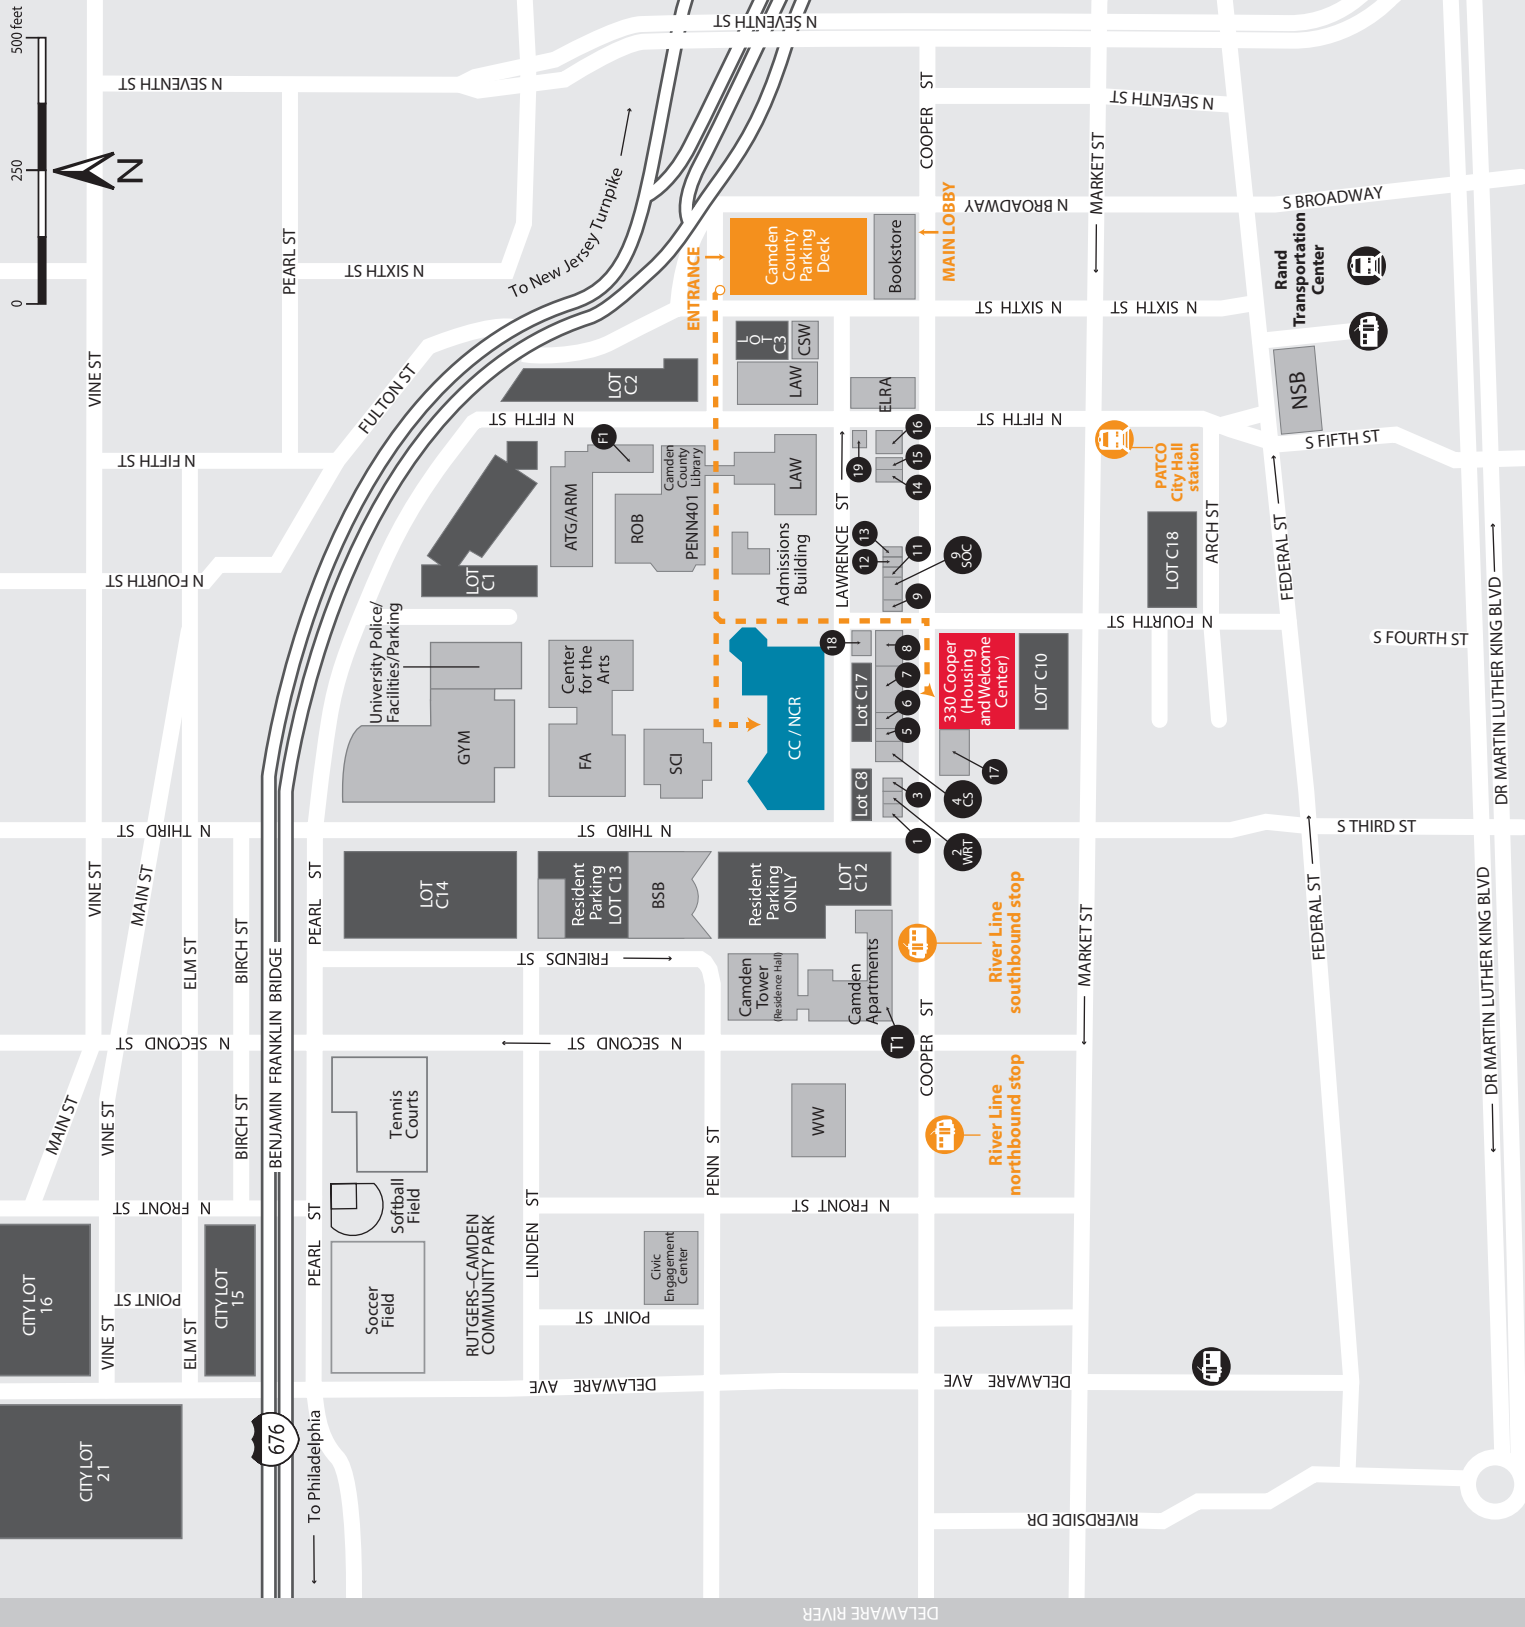 500 feet
250
0
N
N SEVENTH ST
N SEVENTH ST
N SEVENTH ST
PEARL ST
N SIXTH ST
To New Jersey Turnpike
COOPER ST
MARKET ST
N BROADWAY
S BROADWAY
MAIN LOBBY
ENTRANCE
Camden
County
Parking
Deck
Bookstore
Rand
Transportation
Center
N SIXTH ST
N SIXTH ST
VINE ST
FULTON ST
LOT
C2
LOT
C3
CSW
LAW
ELRA
NSB
N FIFTH ST
N FIFTH ST
N FIFTH ST
S FIFTH ST
F1
Camden
County
Library
ATG/ARM
ROB
PENN401
LAW
Admissions
Building
LAWRENCE ST
16
15
14
19
13
12
11
9
SOC
9
PATCO
City Hall
station
LOT C18
ARCH ST
FEDERAL ST
DR MARTIN LUTHER KING BLVD
N FOURTH ST
LOT
C1
N FOURTH ST
S FOURTH ST
University Police/
Facilities/Parking
GYM
Center
for the
Arts
FA
SCI
CC / NCR
18
Lot C17
8
7
6
5
330 Cooper
(Housing
and Welcome
Center)
LOT C10
17
Lot C8
3
4
CS
1
2
WRT
N THIRD ST
N THIRD ST
S THIRD ST
VINE ST
MAIN ST
ELM ST
BIRCH ST
BENJAMIN FRANKLIN BRIDGE
PEARL ST
LOT
C14
Resident
Parking
LOT C13
BSB
Resident
Parking
ONLY
LOT
C12
FRIENDS ST
Camden
Tower
(Residence Hall)
Camden
Apartments
T1
River Line
southbound stop
MARKET ST
FEDERAL ST
DR MARTIN LUTHER KING BLVD
N SECOND ST
N SECOND ST
COOPER ST
MAIN ST
VINE ST
BIRCH ST
Tennis
Courts
WW
River Line
northbound stop
PENN ST
N FRONT ST
N FRONT ST
PEARL ST
Softball
Field
Soccer
Field
RUTGERS–CAMDEN
COMMUNITY PARK
LINDEN ST
Civic
Engagement
Center
CITY LOT
16
POINT ST
VINE ST
ELM ST
CITY LOT
15
POINT ST
DELAWARE AVE
DELAWARE AVE
CITY LOT
21
676
To Philadelphia
RIVERDSIDE DR
DELAWARE RIVER